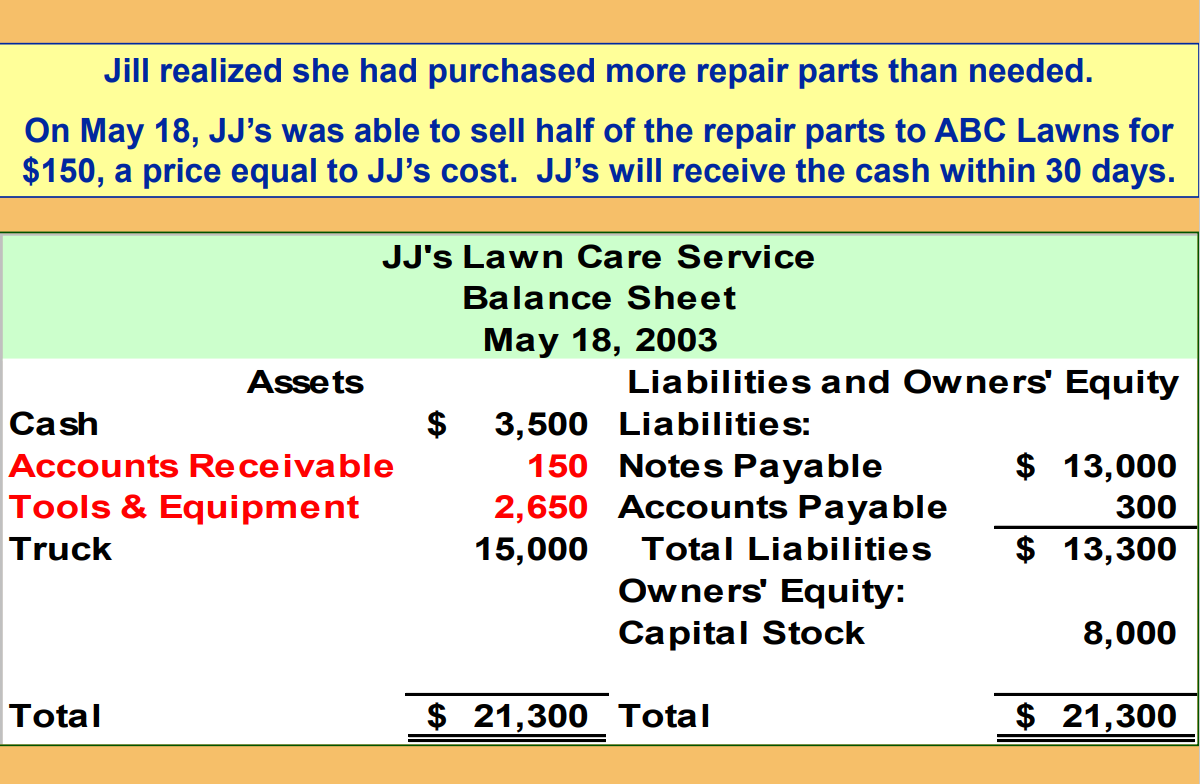 Jill realized she had purchased more repair parts than needed.
On May 18, JJ’s was able to sell half of the repair parts to ABC Lawns for
$150, a price equal to JJ’s cost.  JJ’s will receive the cash within 30 days.
JJ's Lawn Care Service
Balance Sheet
May 18, 2003
Assets Liabilities and Owners' Equity
Cash $ 3,500 Liabilities:
Accounts Receivable 150 Notes Payable $ 13,000
Tools & Equipment 2,650 Accounts Payable 300
Truck 15,000 Total Liabilities $ 13,300
Owners' Equity:
Capital Stock 8,000
Total $ 21,300 Total $ 21,300